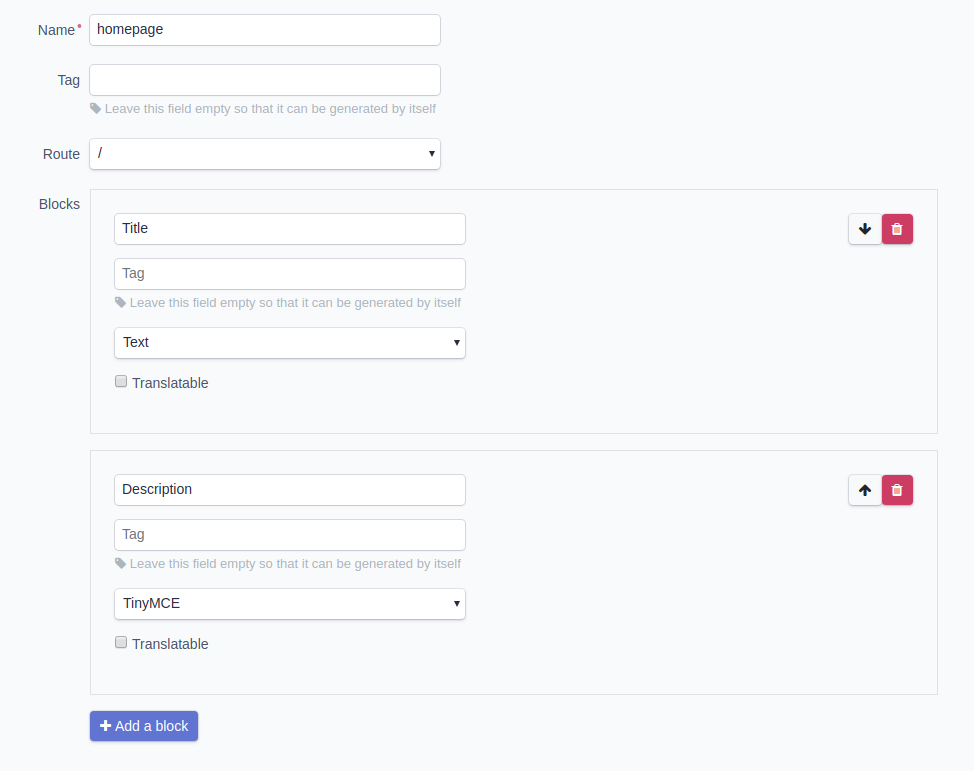 Name* homepage
Tag
Leave this field empty so that it can be generated by itself
Route /
Blocks
Title
Tag
Leave this field empty so that it can be generated by itself
Text
Translatable
Description
Tag
Leave this field empty so that it can be generated by itself
TinyMCE
Translatable
Add a block